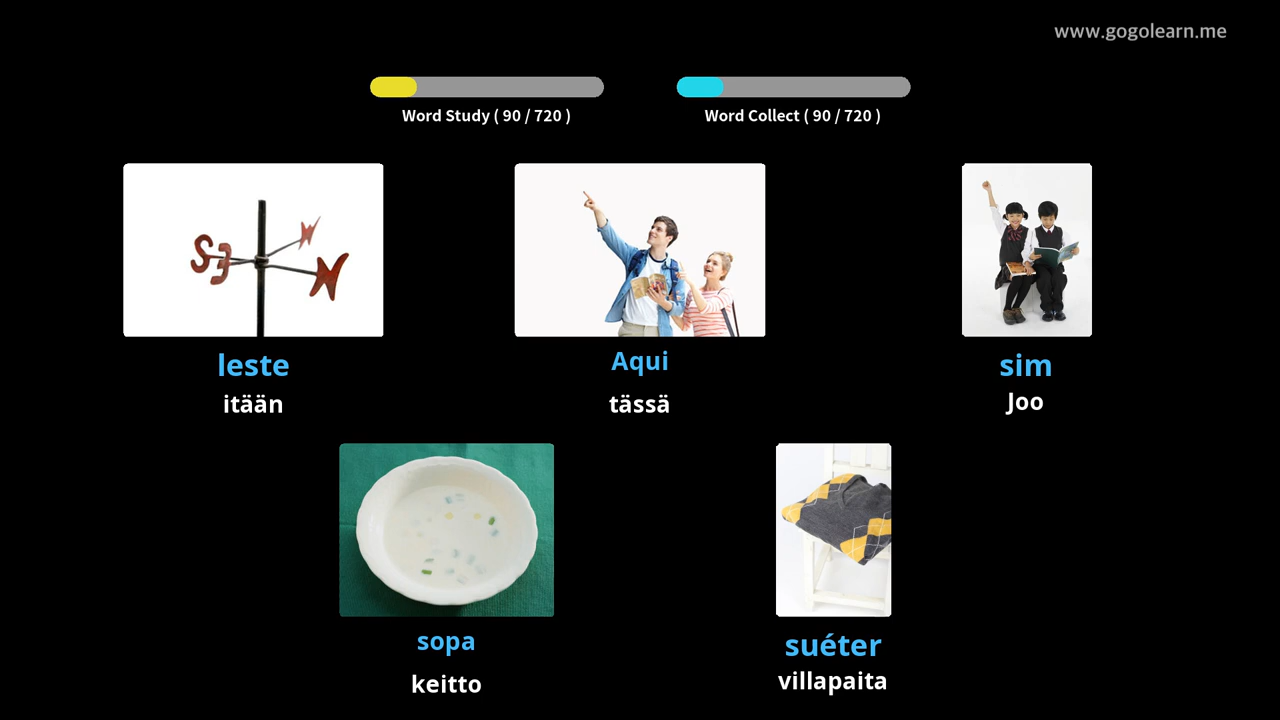 www.gogolearn.me
Word Study ( 90 / 720 )
Word Collect ( 90 / 720 )
S E N
leste
Aqui
sim
itään
tässä
Joo
sopa
suéter
keitto
villapaita